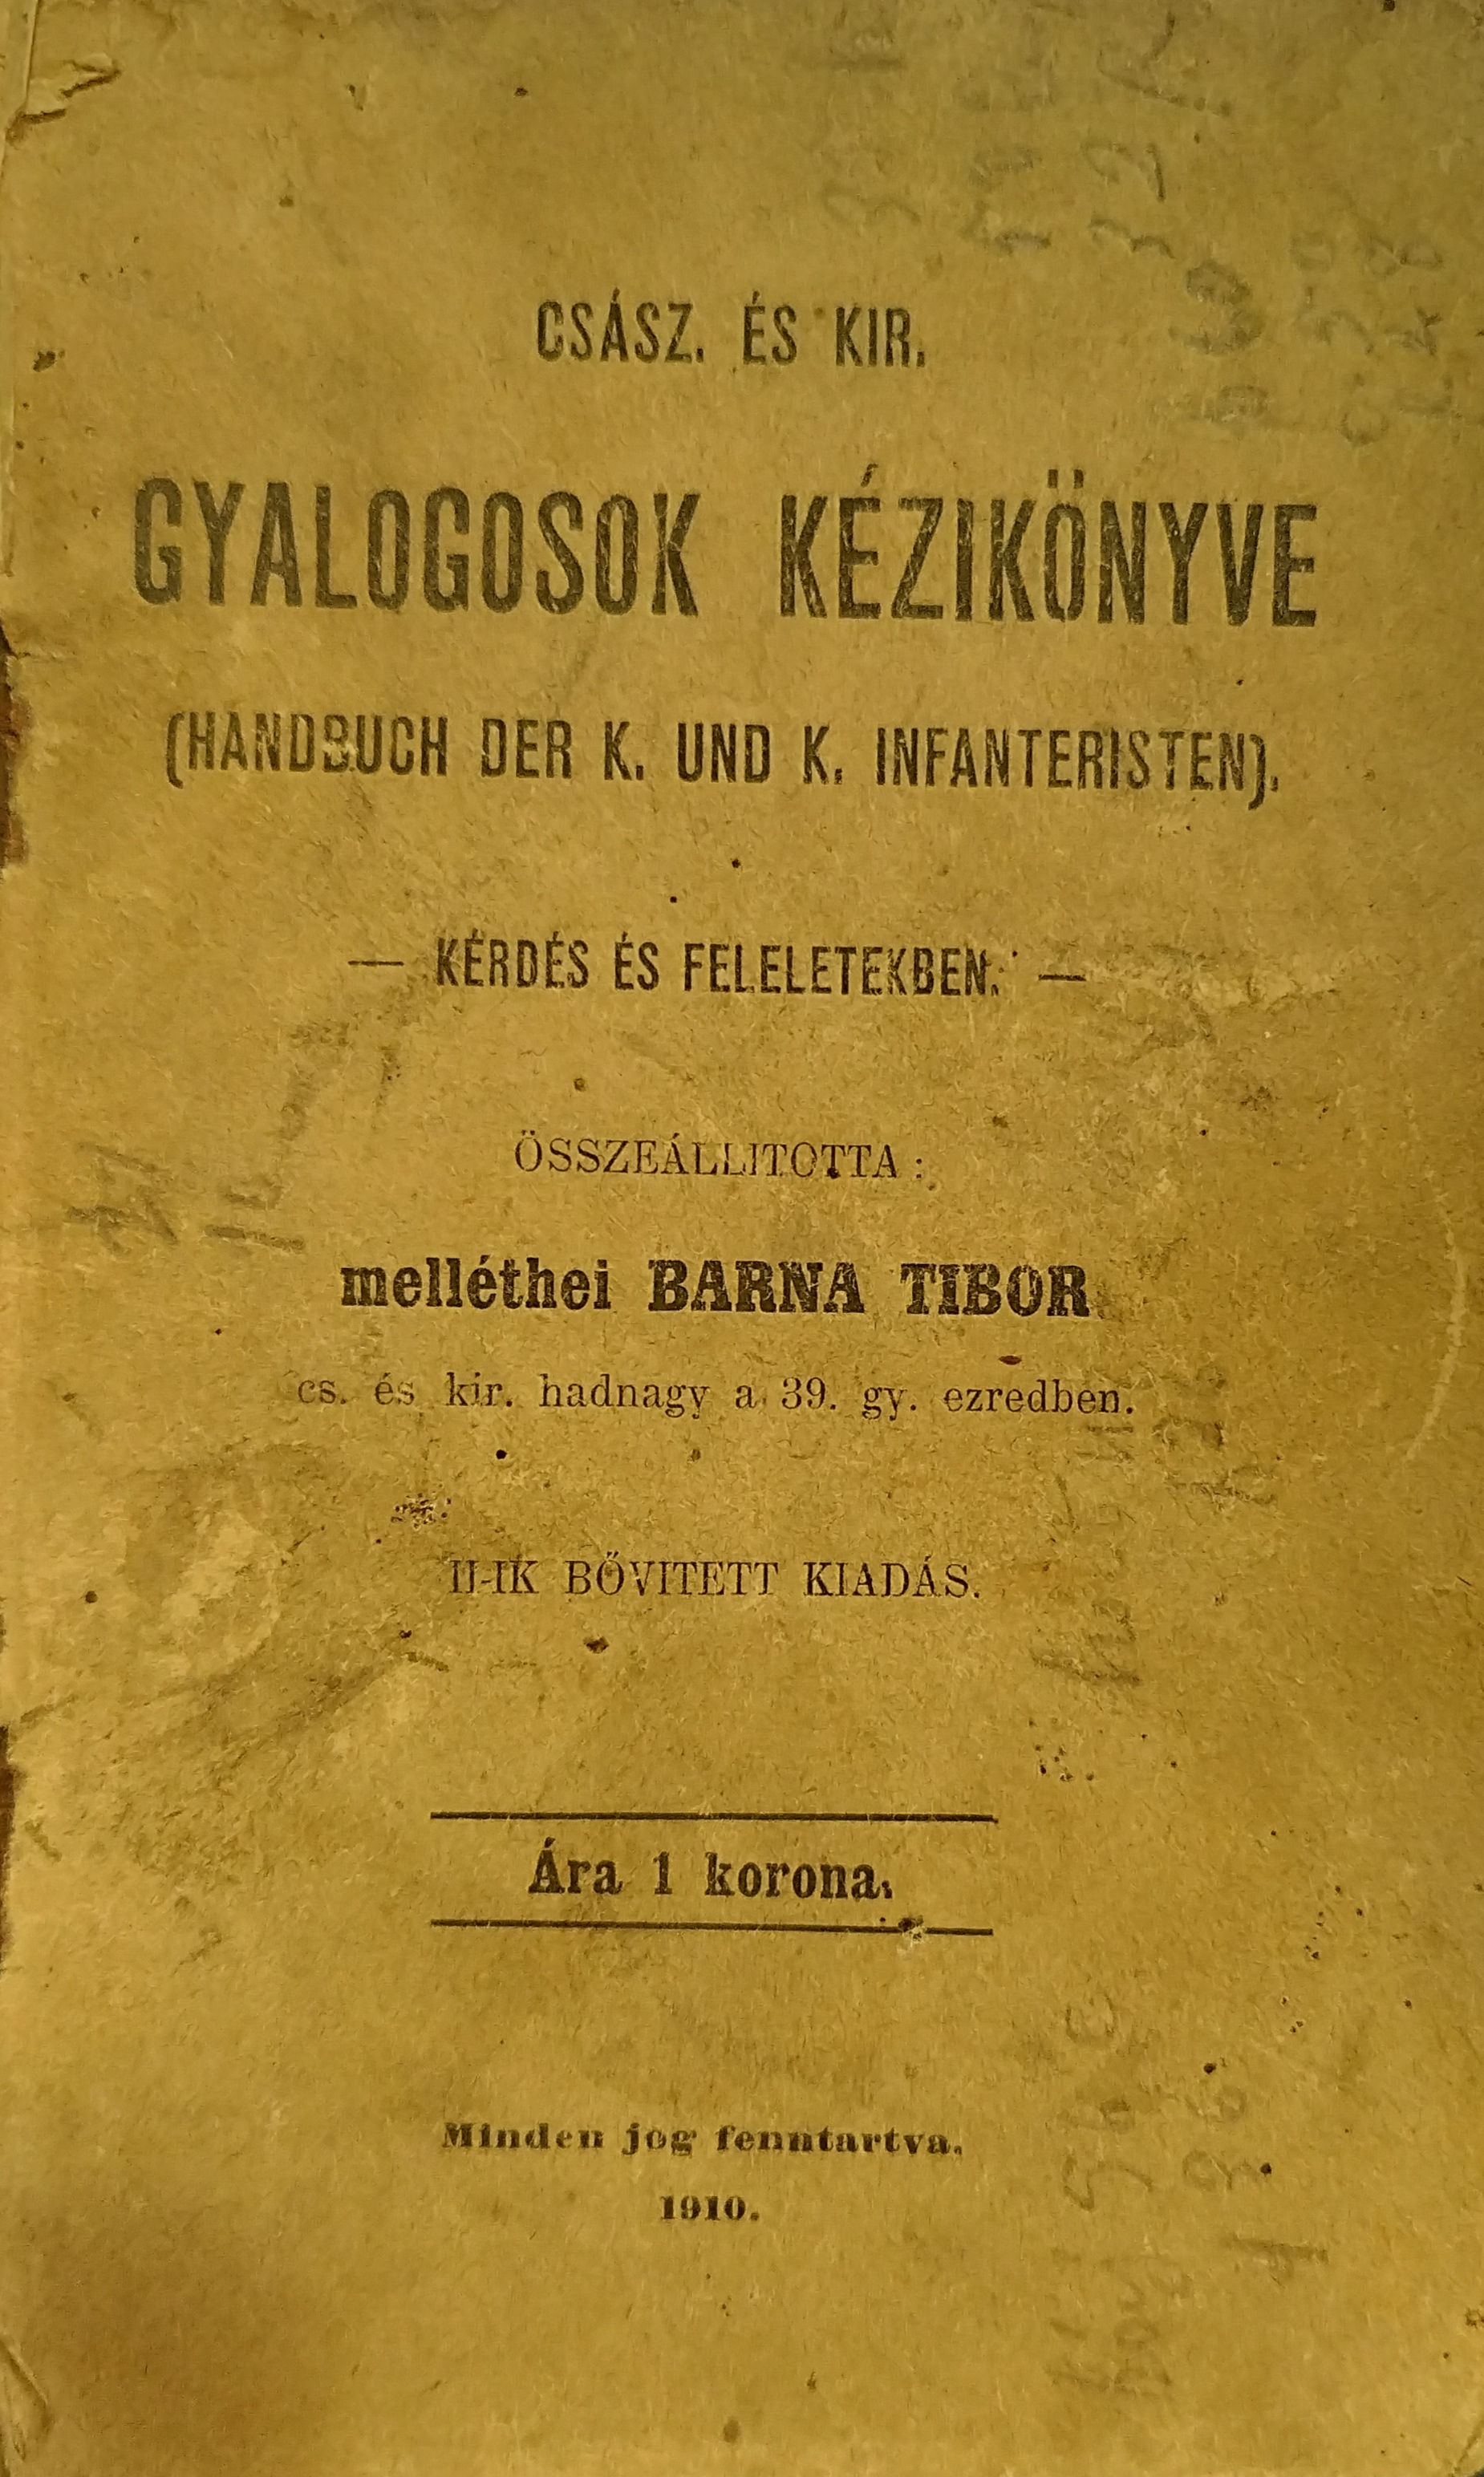 CSÁSZ. ÉS KIR.
GYALOGOSOK KÉZIKÖNYVE
(HANDBUCH DER K. UND K. INFANTERISTEN).
— KÉRDÉS ÉS FELELETEKBEN. —
ÖSSZEÁLLITOTTA :
melléthei BARNA TIBOR
cs. és kir. hadnagy a 39. gy. ezredben.
II-IK BŐVITETT KIADÁS.
Ára 1 korona.
Minden jog fenntartva.
1910.